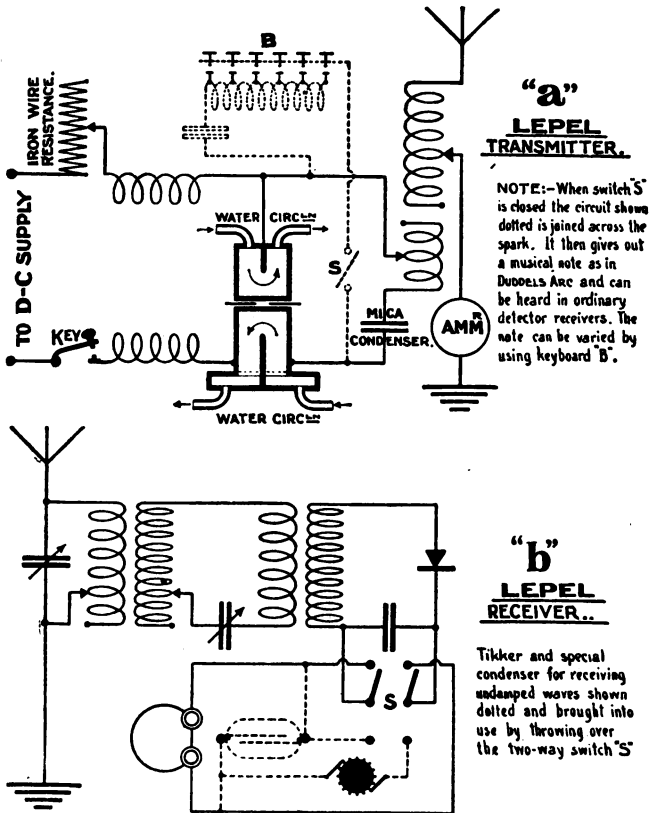 B
IRON WIRE
RESISTANCE.
TO D-C SUPPLY
KEY
WATER CIRCLN
S
MICA
CONDENSER.
AMMR
WATER CIRCLN
"a"
LEPEL
TRANSMITTER.
NOTE:-When switch "S"
is closed the circuit shown
dotted is joined across the
spark. It then gives out
a musical note as in
DUDDELS ARC and can
be heard in ordinary
detector receivers. The
note can be varied by
using keyboard "B".
"b"
LEPEL
RECEIVER..
Tikker and special
condenser for receiving
undamped waves shown
dotted and brought into
use by throwing over
the two-way switch "S"
S